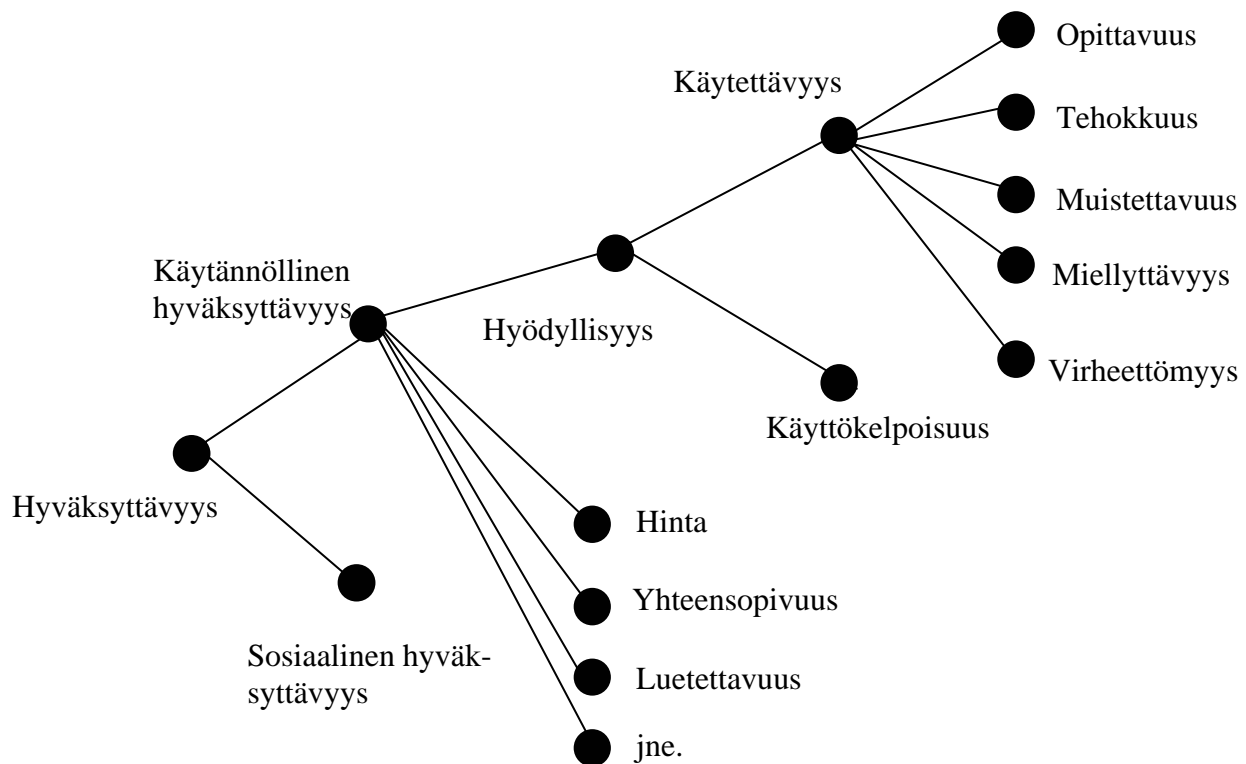 Opittavuus
Käytettävyys
Tehokkuus
Muistettavuus
Miellyttävyys
Käytännöllinen
hyväksyttävyys
Hyödyllisyys
Virheettömyys
Käyttökelpoisuus
Hyväksyttävyys
Hinta
Yhteensopivuus
Sosiaalinen hyväk-
syttävyys
Luetettavuus
jne.